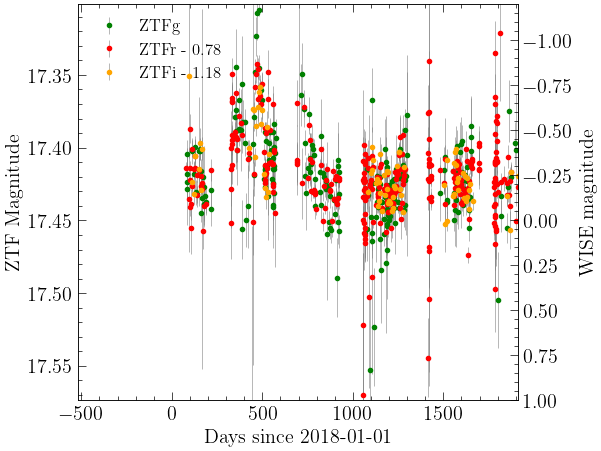 ZTFg
ZTFr - 0.78
ZTFi - 1.18
17.35
17.40
17.45
17.50
17.55
ZTF Magnitude
−1.00
−0.75
−0.50
−0.25
0.00
0.25
0.50
0.75
1.00
WISE magnitude
−500 0 500 1000 1500
Days since 2018-01-01